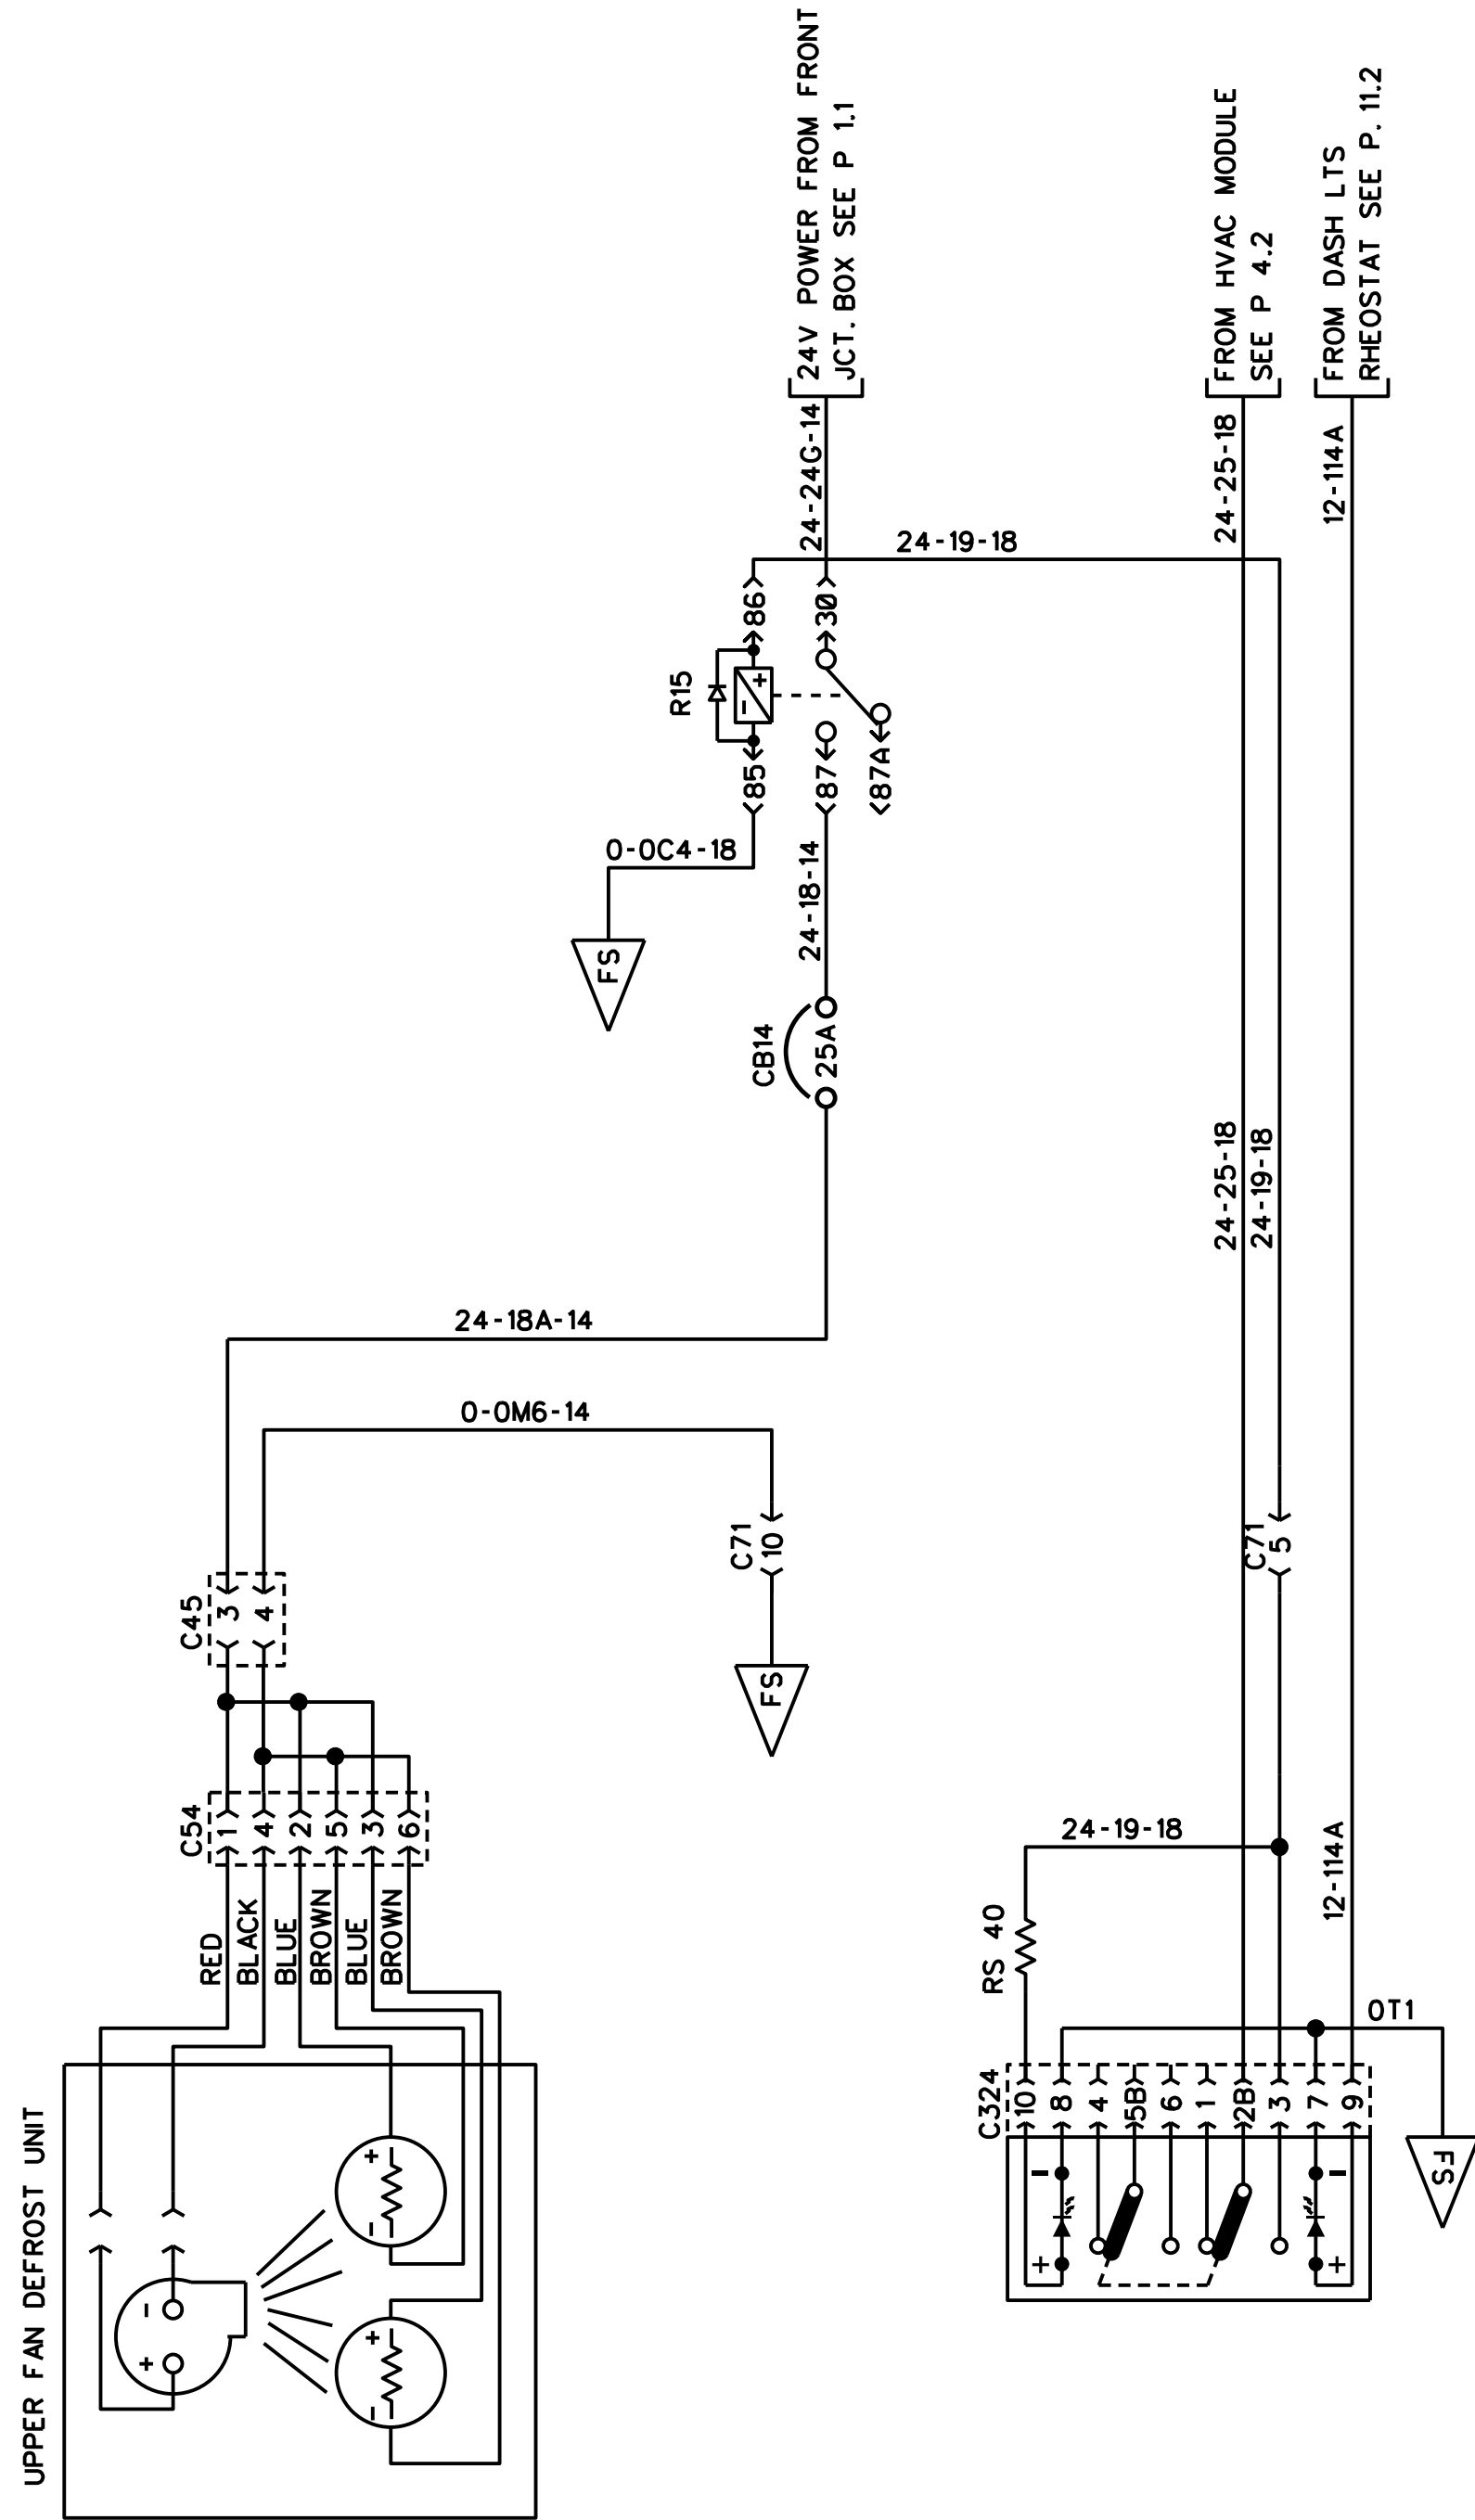 24V POWER FROM FRONT
JCT. BOX SEE P 1.1
FROM HVAC MODULE
SEE P 4.2
FROM DASH LTS
RHEOSTAT SEE P. 11.2
24-24G-14
24-25-18
12-114A
24-19-18
86
30
R15
+
-
85
87
87A
0-0C4-18
24-18-14
FS
CB14
25A
24-25-18
24-19-18
24-18A-14
0-0M6-14
C71
10
C71
5
C45
3
4
FS
C54
1
4
2
5
3
6
24-19-18
12-114A
RED
BLACK
BLUE
BROWN
BLUE
BROWN
RS 40
OT1
C324
10
8
4
5B
6
1
2B
3
7
9
FS
UPPER FAN DEFROST UNIT
+
-
-
+
+
-
-
-
+
+